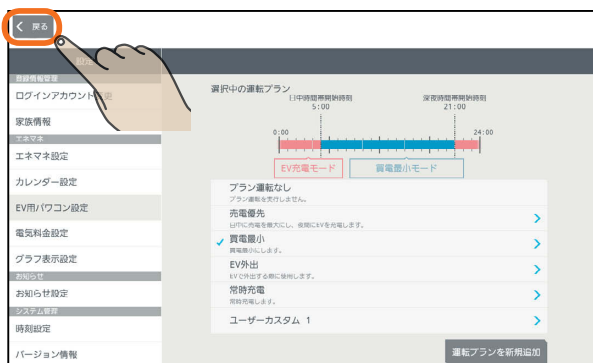 戻る
設定
登録情報管理
ログインアカウント 更
家族情報
エネマネ
エネマネ設定
カレンダー設定
EV用パワコン設定
電気料金設定
グラフ表示設定
お知らせ
お知らせ設定
システム管理
時刻設定
バージョン情報
選択中の運転プラン
日中時間帯開始時刻
5:00
深夜時間帯開始時刻
21:00
0:00
24:00
EV充電モード
買電最小モード
プラン運転なし
プラン運転を実行しません。
売電優先
日中に売電を最大にし、夜間にEVを充電します。
買電最小
買電最小にします。
EV外出
EVで外出する際に使用します。
常時充電
常時充電します。
ユーザーカスタム 1
運転プランを新規追加